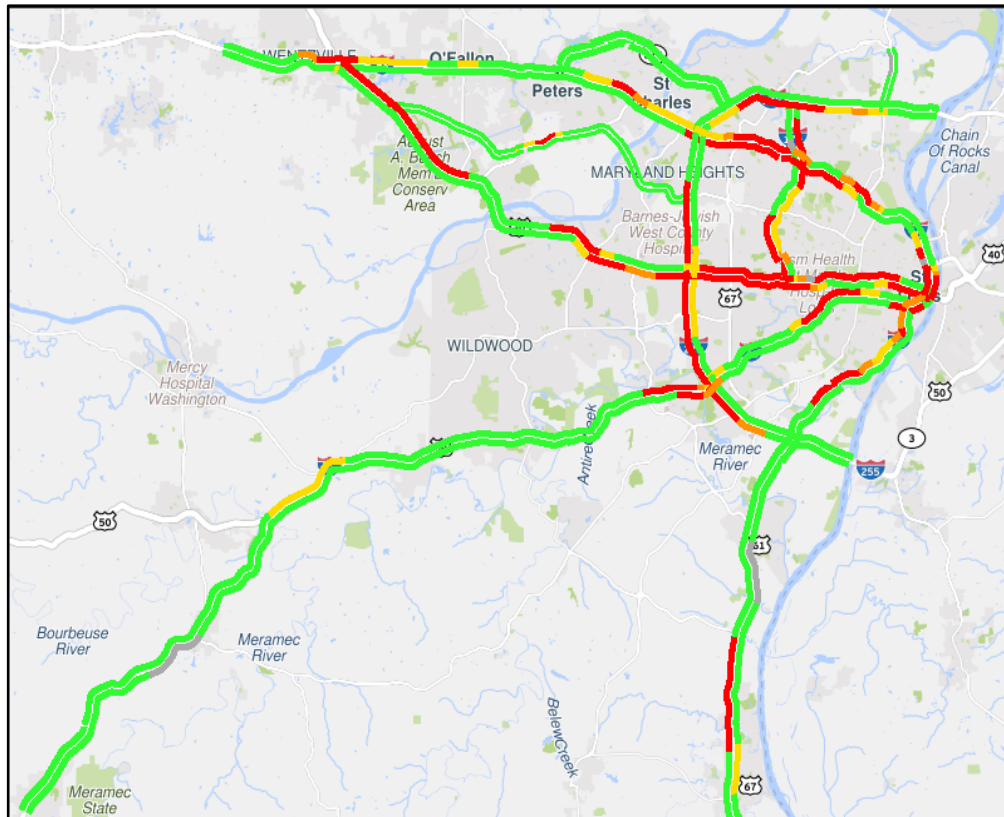 WENTZVILLE
O'Fallon
St
Charles
Peters
Chain
Of Rocks
Canal
August
A. Busch
Mem'l
Conserv
Area
MARYLAND HEIGHTS
Barnes-Jewish
West County
Hospital
40
67
WILDWOOD
Mercy
Hospital
Washington
50
3
Antire Creek
Meramec
River
255
50
61
Bourbeuse
River
Meramec
River
Belew Creek
Meramec
State
67